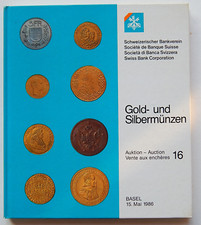 Schweizerischer Bankverein
Société de Banque Suisse
Società di Banca Svizzera
Swiss Bank Corporation
Gold- und
Silbermünzen
Auktion – Auction
Vente aux enchères 16
BASEL
15. Mai 1986